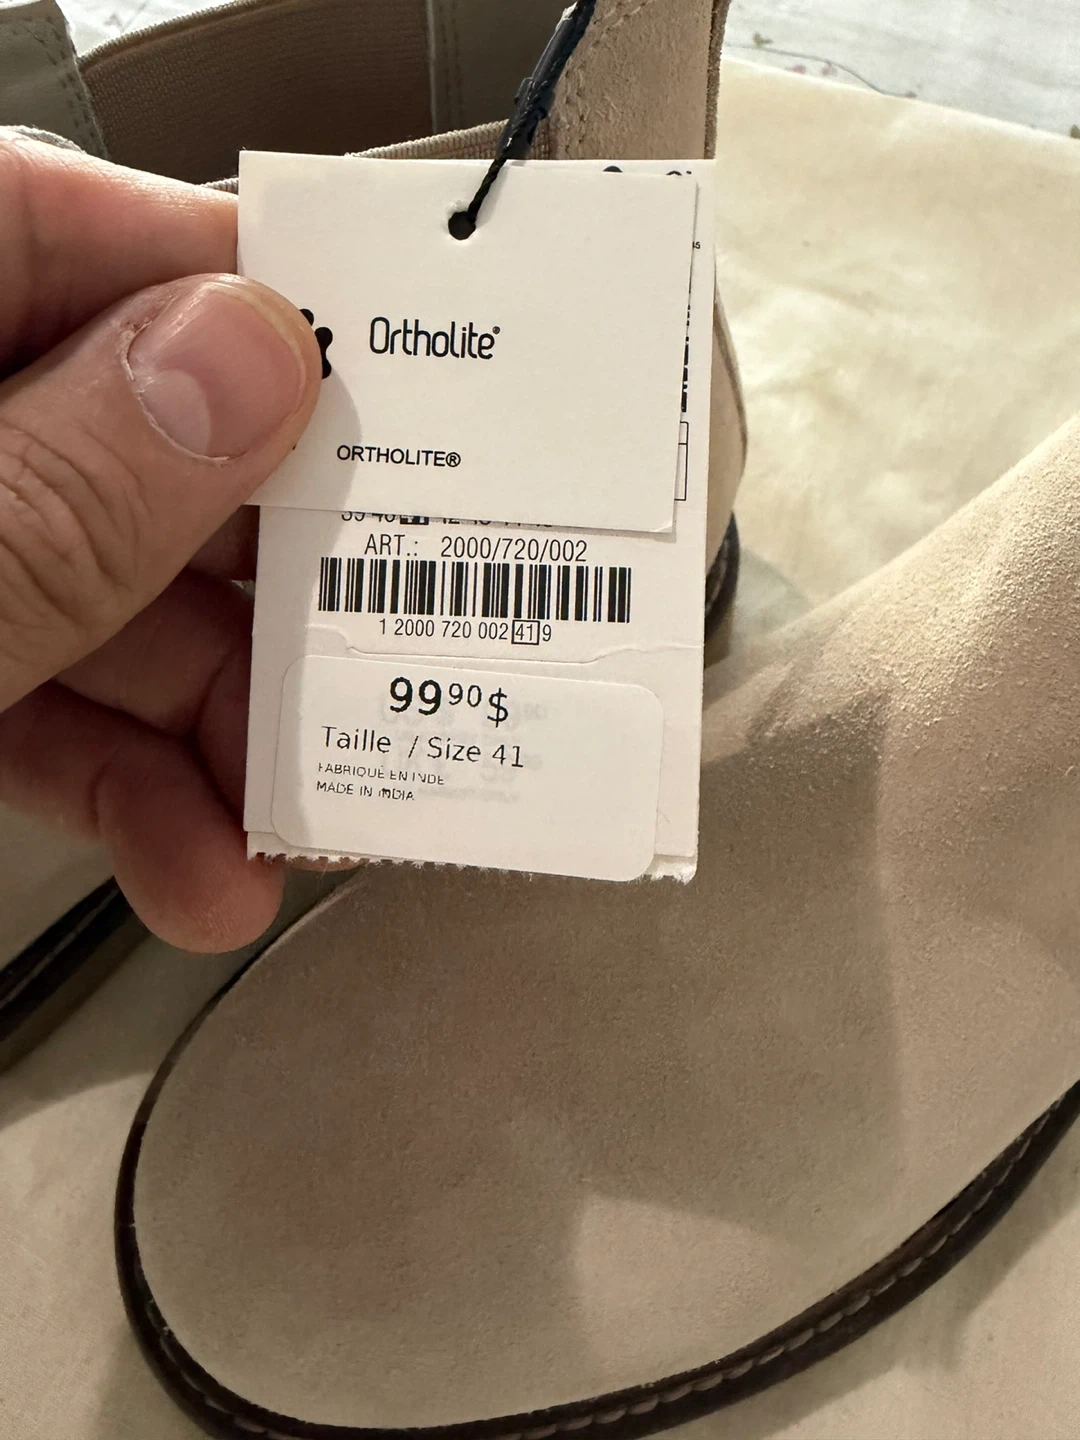 Ortholite®
ORTHOLITE®
ART.: 2000/720/002
1 2000 720 002 41 9
99⁹⁰$
Taille / Size 41
FABRIQUÉ EN INDE
MADE IN INDIA